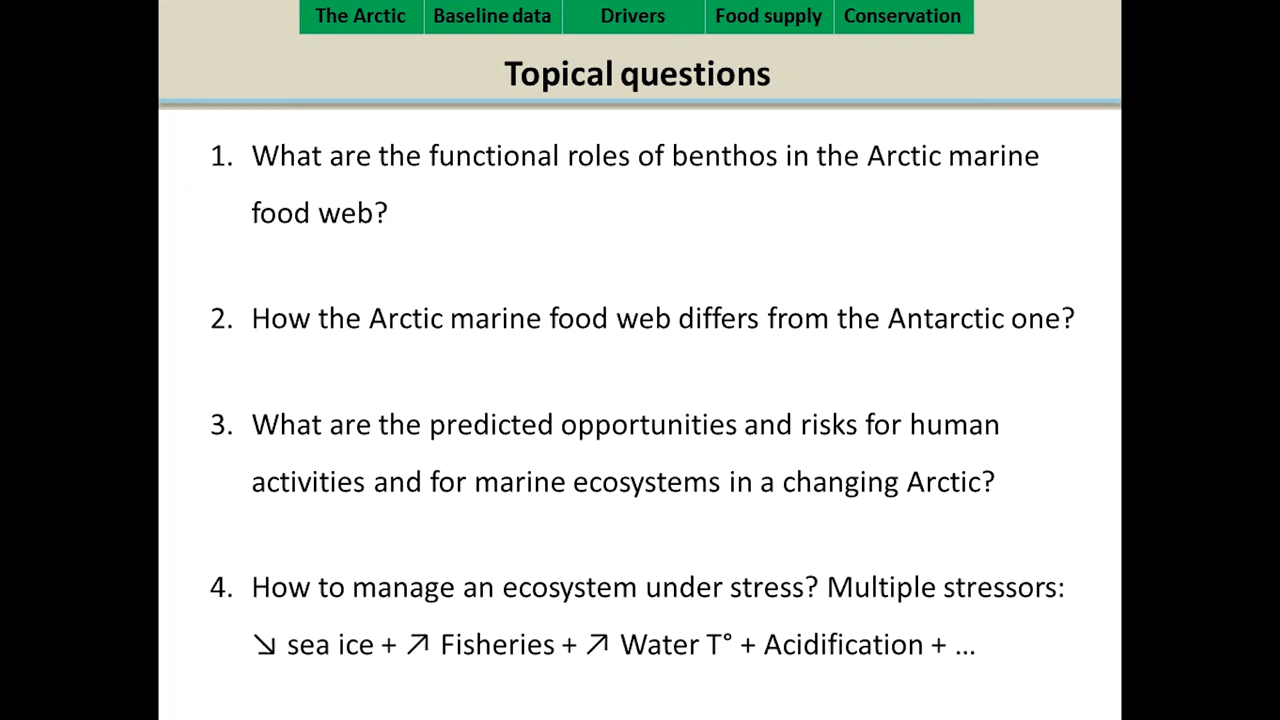 The Arctic Baseline data Drivers Food supply Conservation
Topical questions
1. What are the functional roles of benthos in the Arctic marine
food web?
2. How the Arctic marine food web differs from the Antarctic one?
3. What are the predicted opportunities and risks for human
activities and for marine ecosystems in a changing Arctic?
4. How to manage an ecosystem under stress? Multiple stressors:
↘ sea ice + ↗ Fisheries + ↗ Water T° + Acidification + ...